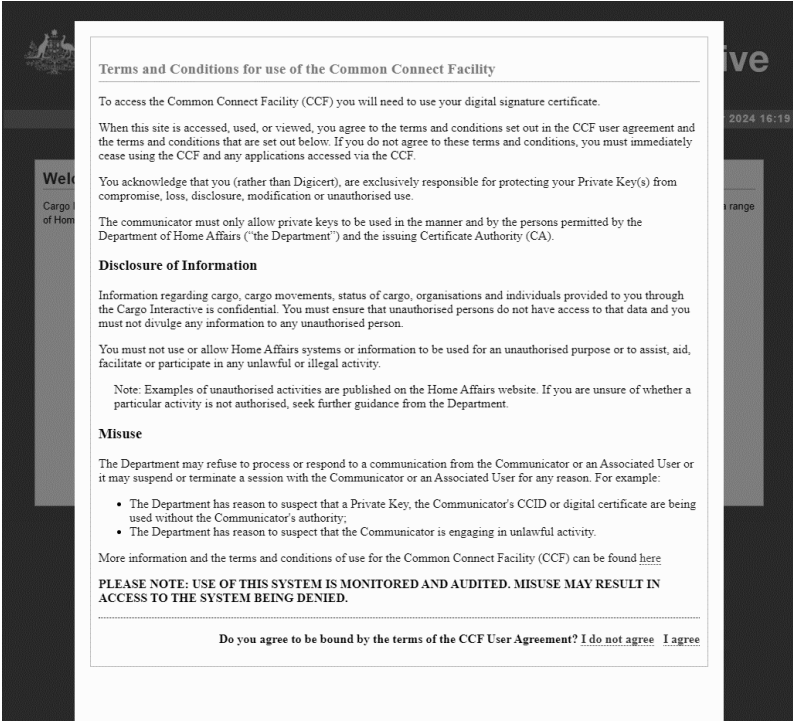 ive
2024 16:19
Welc
Cargo I
of Hom
a range
Terms and Conditions for use of the Common Connect Facility
To access the Common Connect Facility (CCF) you will need to use your digital signature certificate.
When this site is accessed, used, or viewed, you agree to the terms and conditions set out in the CCF user agreement and
the terms and conditions that are set out below. If you do not agree to these terms and conditions, you must immediately
cease using the CCF and any applications accessed via the CCF.
You acknowledge that you (rather than Digicert), are exclusively responsible for protecting your Private Key(s) from
compromise, loss, disclosure, modification or unauthorised use.
The communicator must only allow private keys to be used in the manner and by the persons permitted by the
Department of Home Affairs (“the Department”) and the issuing Certificate Authority (CA).
Disclosure of Information
Information regarding cargo, cargo movements, status of cargo, organisations and individuals provided to you through
the Cargo Interactive is confidential. You must ensure that unauthorised persons do not have access to that data and you
must not divulge any information to any unauthorised person.
You must not use or allow Home Affairs systems or information to be used for an unauthorised purpose or to assist, aid,
facilitate or participate in any unlawful or illegal activity.
Note: Examples of unauthorised activities are published on the Home Affairs website. If you are unsure of whether a
particular activity is not authorised, seek further guidance from the Department.
Misuse
The Department may refuse to process or respond to a communication from the Communicator or an Associated User or
it may suspend or terminate a session with the Communicator or an Associated User for any reason. For example:
• The Department has reason to suspect that a Private Key, the Communicator's CCID or digital certificate are being
used without the Communicator's authority;
• The Department has reason to suspect that the Communicator is engaging in unlawful activity.
More information and the terms and conditions of use for the Common Connect Facility (CCF) can be found here
PLEASE NOTE: USE OF THIS SYSTEM IS MONITORED AND AUDITED. MISUSE MAY RESULT IN
ACCESS TO THE SYSTEM BEING DENIED.
Do you agree to be bound by the terms of the CCF User Agreement? I do not agree I agree